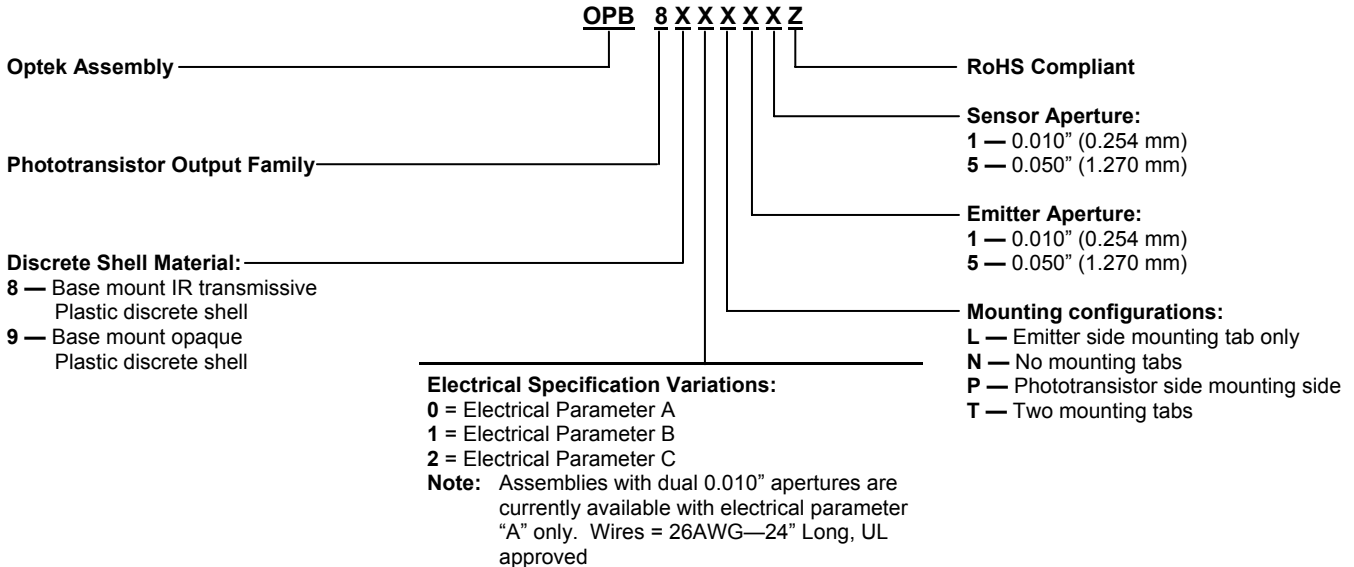 OPB 8 X X X X X Z
Optek Assembly
RoHS Compliant
Sensor Aperture:
1 — 0.010” (0.254 mm)
5 — 0.050” (1.270 mm)
Phototransistor Output Family
Emitter Aperture:
1 — 0.010” (0.254 mm)
5 — 0.050” (1.270 mm)
Discrete Shell Material:
8 — Base mount IR transmissive
Plastic discrete shell
9 — Base mount opaque
Plastic discrete shell
Mounting configurations:
L — Emitter side mounting tab only
N — No mounting tabs
P — Phototransistor side mounting side
T — Two mounting tabs
Electrical Specification Variations:
0 = Electrical Parameter A
1 = Electrical Parameter B
2 = Electrical Parameter C
Note: Assemblies with dual 0.010” apertures are
currently available with electrical parameter
“A” only. Wires = 26AWG—24” Long, UL
approved